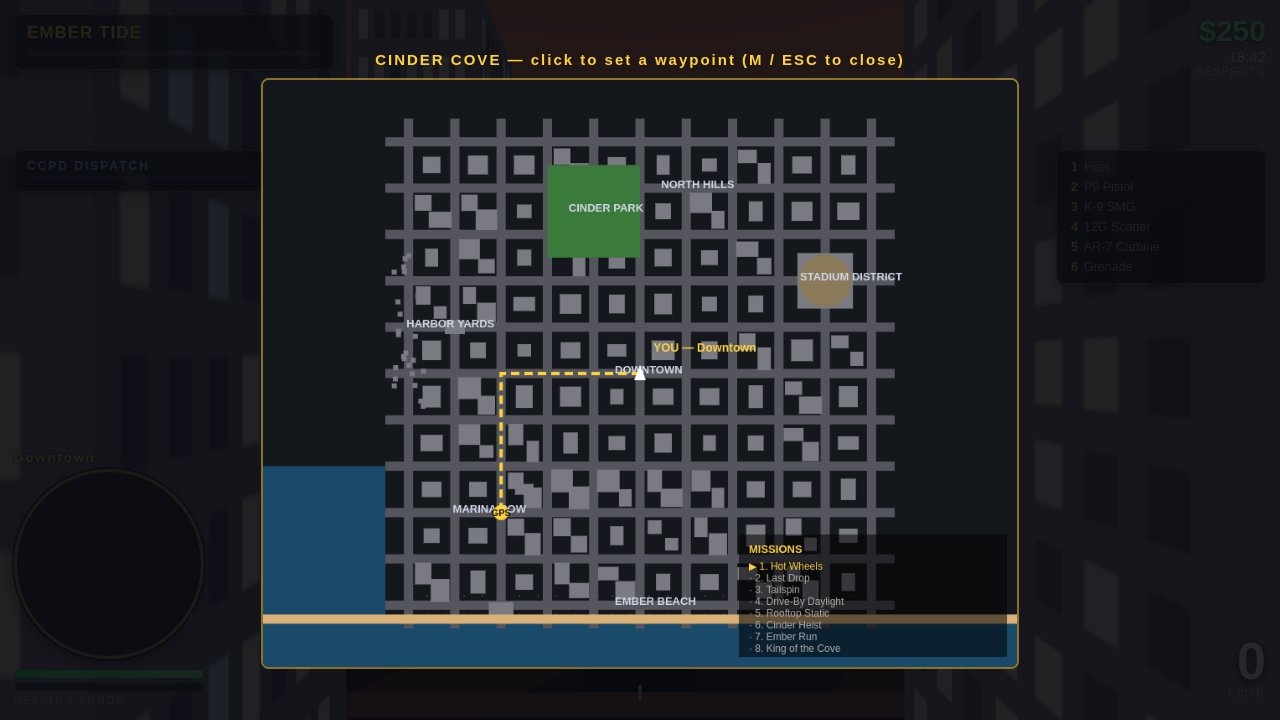 EMBER TIDE
$250
18:42
RESPECT 0
CINDER COVE — click to set a waypoint (M / ESC to close)
CCPD DISPATCH
1 Fists
2 P9 Pistol
3 K-9 SMG
4 12G Scatter
5 AR-7 Carbine
6 Grenade
NORTH HILLS
CINDER PARK
STADIUM DISTRICT
HARBOR YARDS
YOU — Downtown
DOWNTOWN
Downtown
GPS
MISSIONS
▶ 1. Hot Wheels
· 2. Last Drop
· 3. Tailspin
· 4. Drive-By Daylight
· 5. Rooftop Static
· 6. Cinder Heist
· 7. Ember Run
· 8. King of the Cove
EMBER BEACH
HEALTH / ARMOR
0
km/h